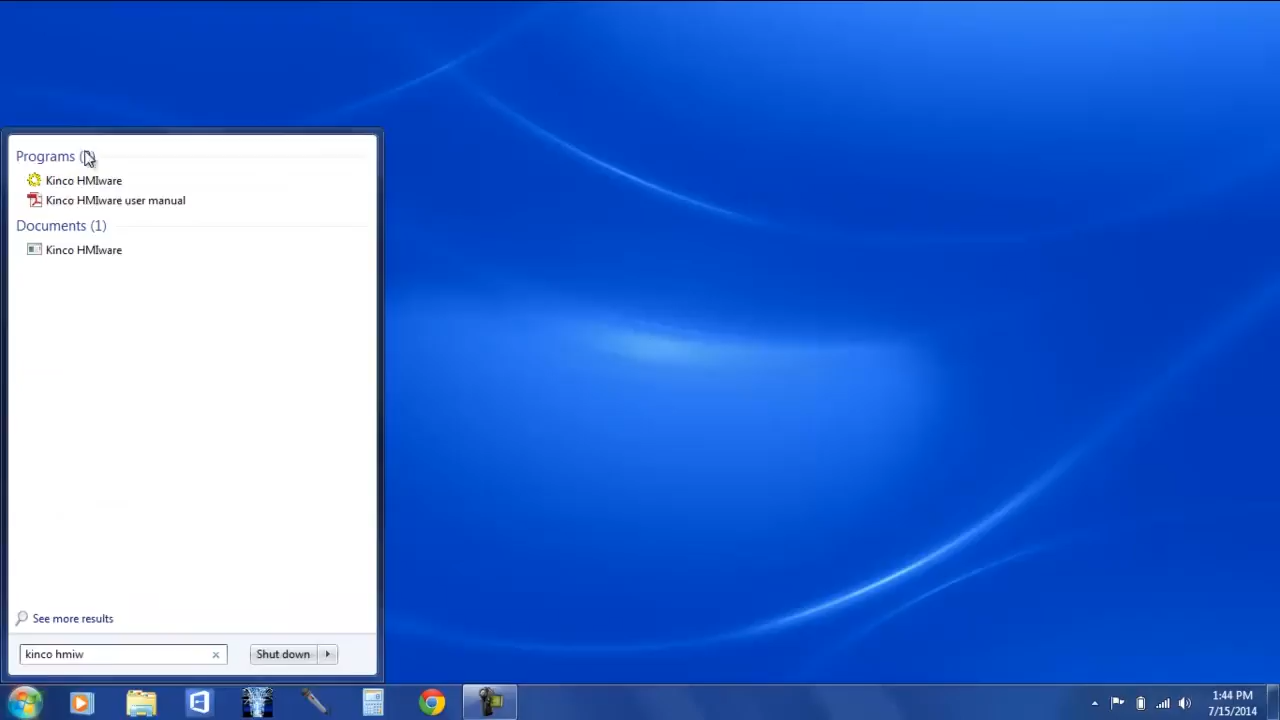 Programs (
Kinco HMIware
Kinco HMIware user manual
Documents (1)
Kinco HMIware
See more results
kinco hmiw
Shut down
1:44 PM
7/15/2014